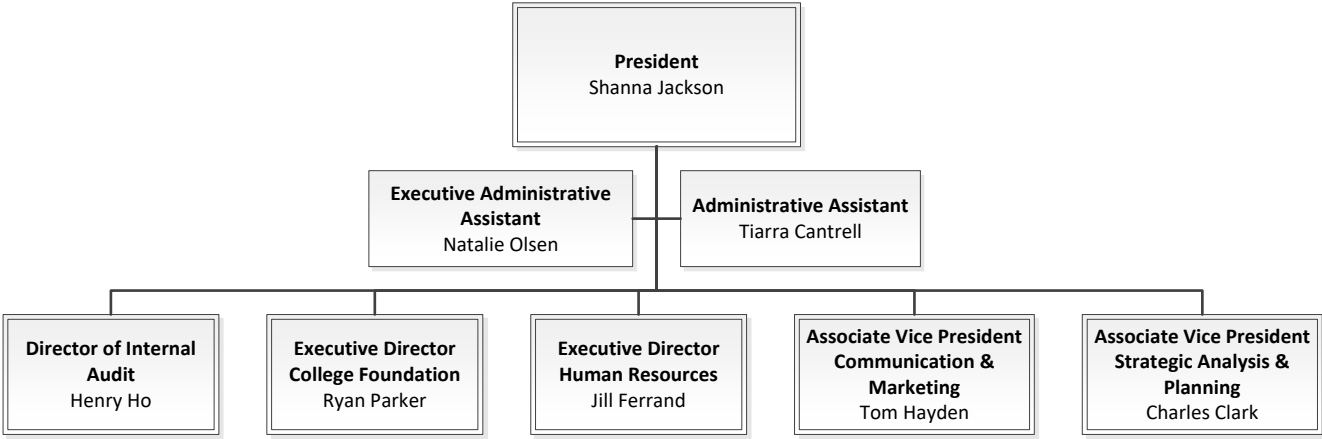 President
Shanna Jackson
Executive Administrative
Assistant
Natalie Olsen
Administrative Assistant
Tiarra Cantrell
Director of Internal
Audit
Henry Ho
Executive Director
College Foundation
Ryan Parker
Executive Director
Human Resources
Jill Ferrand
Associate Vice President
Communication &
Marketing
Tom Hayden
Associate Vice President
Strategic Analysis &
Planning
Charles Clark